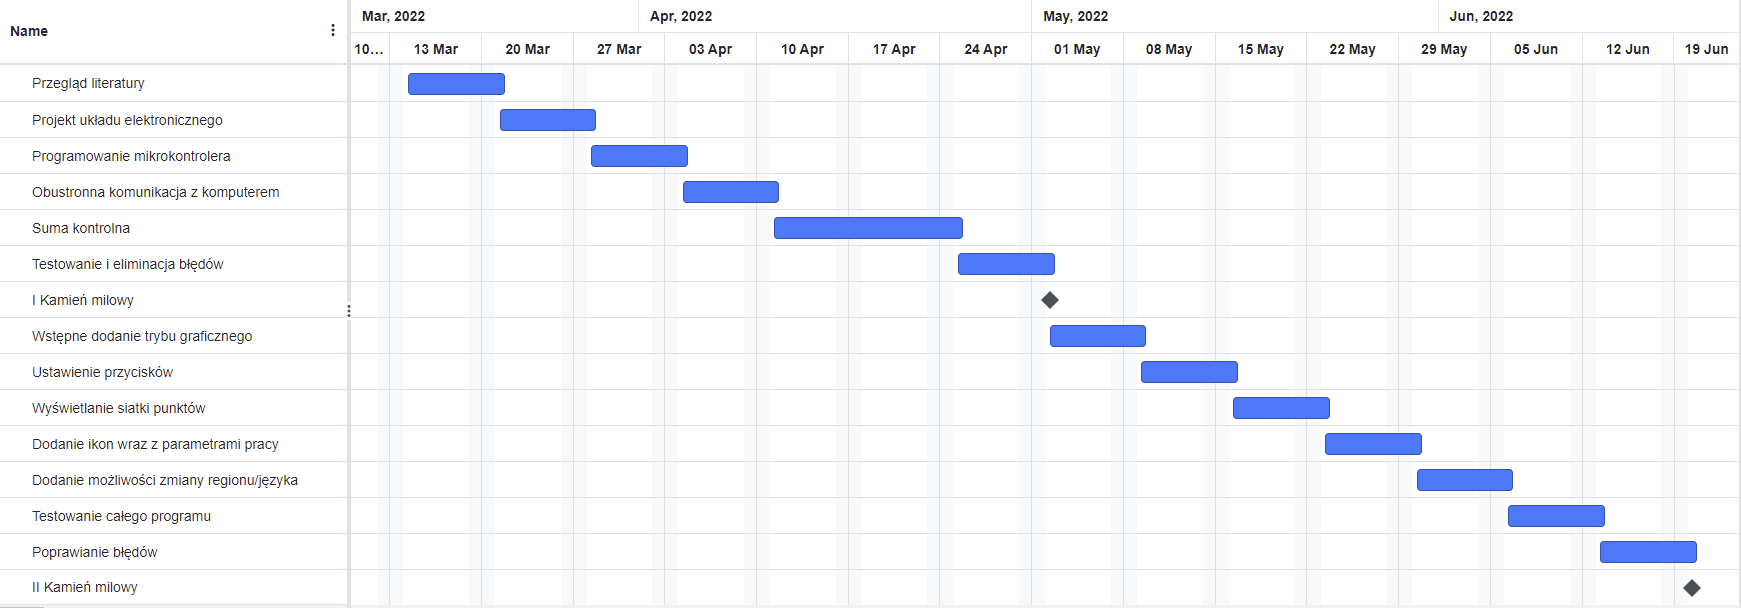 Name
Mar, 2022
Apr, 2022
May, 2022
Jun, 2022
10...
13 Mar
20 Mar
27 Mar
03 Apr
10 Apr
17 Apr
24 Apr
01 May
08 May
15 May
22 May
29 May
05 Jun
12 Jun
19 Jun
Przegląd literatury
Projekt układu elektronicznego
Programowanie mikrokontrolera
Obustronna komunikacja z komputerem
Suma kontrolna
Testowanie i eliminacja błędów
I Kamień milowy
Wstępne dodanie trybu graficznego
Ustawienie przycisków
Wyświetlanie siatki punktów
Dodanie ikon wraz z parametrami pracy
Dodanie możliwości zmiany regionu/języka
Testowanie całego programu
Poprawianie błędów
II Kamień milowy